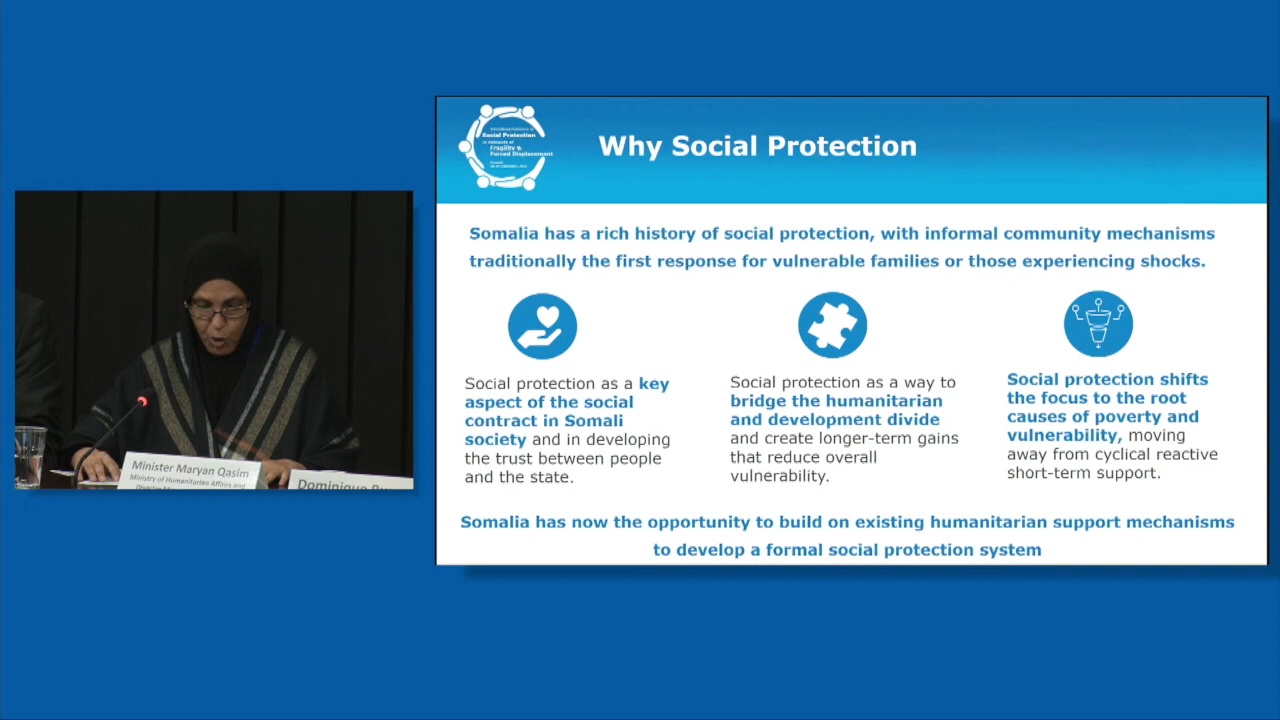 Why Social Protection
Social Protection
Fragility &
Forced Displacement
Somalia has a rich history of social protection, with informal community mechanisms
traditionally the first response for vulnerable families or those experiencing shocks.
Social protection as a key
aspect of the social
contract in Somali
society and in developing
the trust between people
and the state.
Social protection as a way to
bridge the humanitarian
and development divide
and create longer-term gains
that reduce overall
vulnerability.
Social protection shifts
the focus to the root
causes of poverty and
vulnerability, moving
away from cyclical reactive
short-term support.
Somalia has now the opportunity to build on existing humanitarian support mechanisms
to develop a formal social protection system
Minister Maryan Qasim
Ministry of Humanitarian Affairs and
Dominique